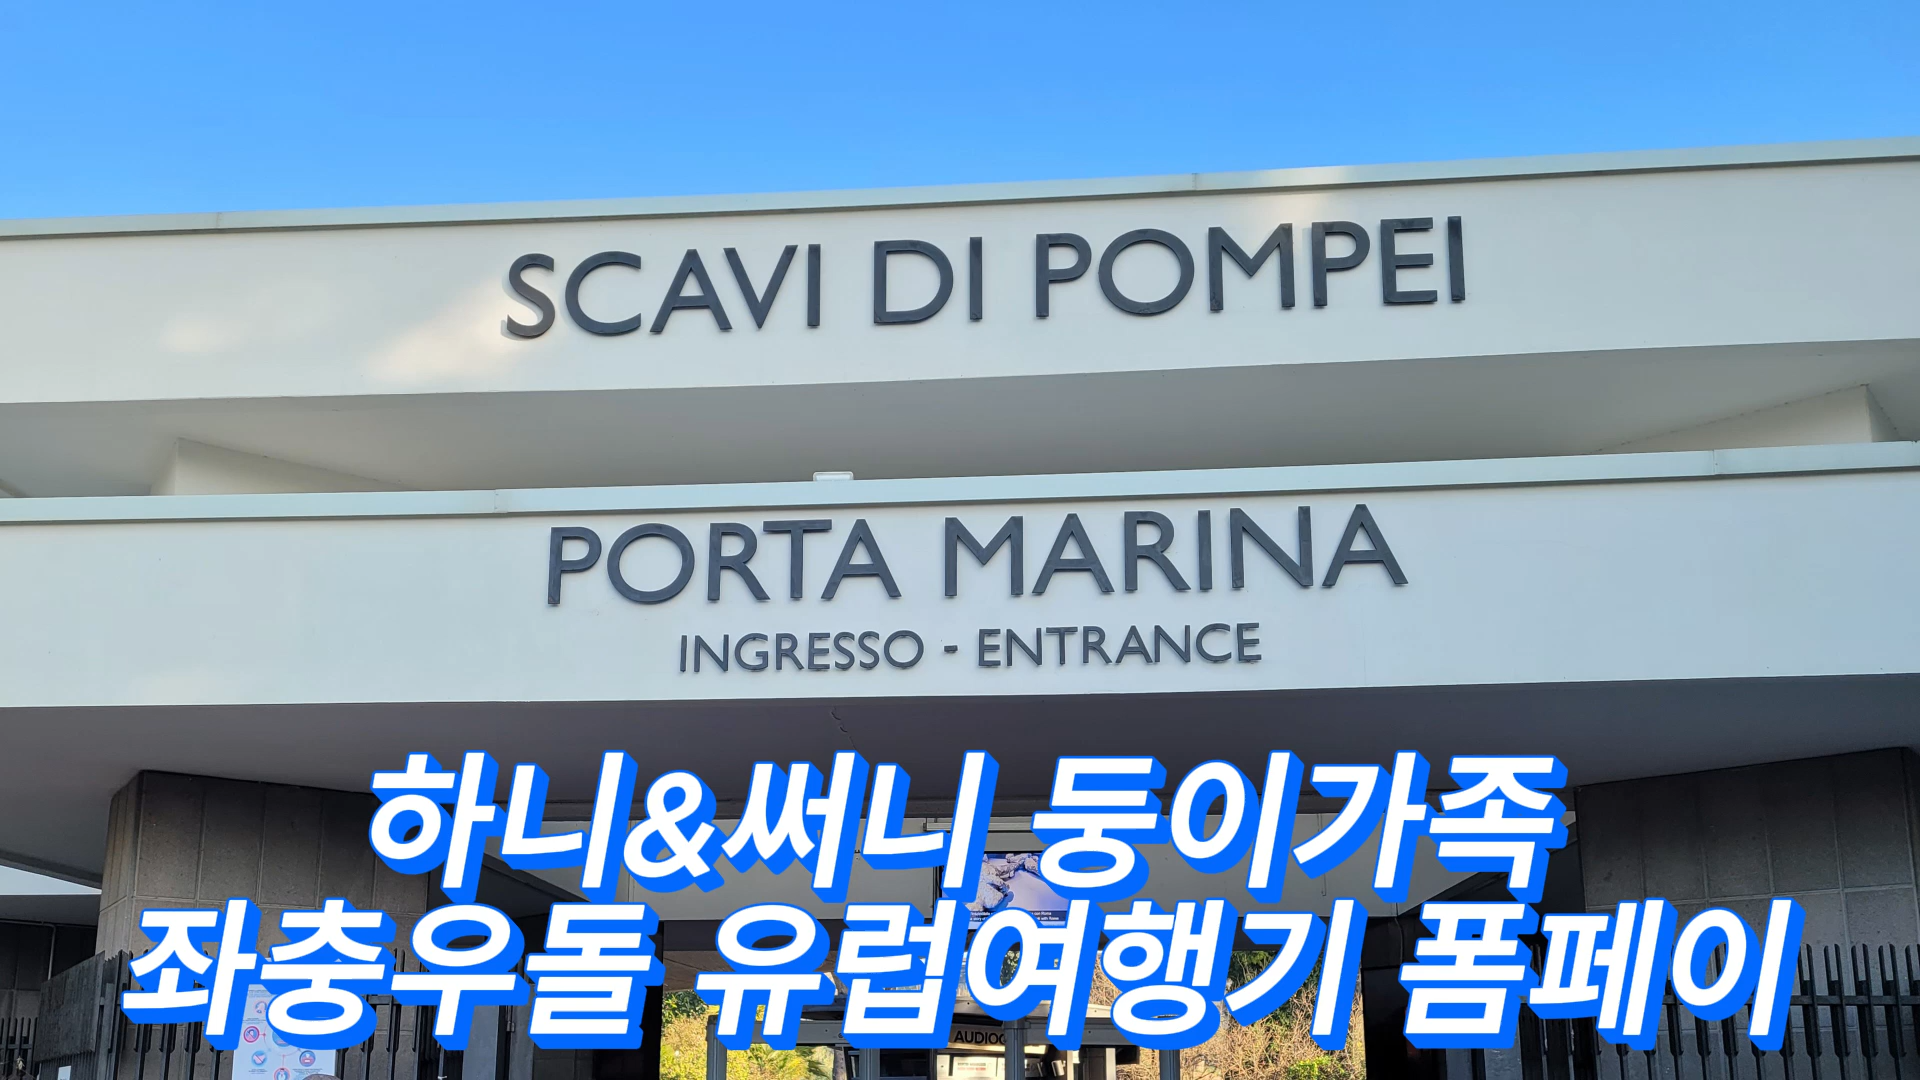 SCAVI DI POMPEI
PORTA MARINA
INGRESSO - ENTRANCE
하니&써니 둥이가족
좌충우돌 유럽여행기 폼페이